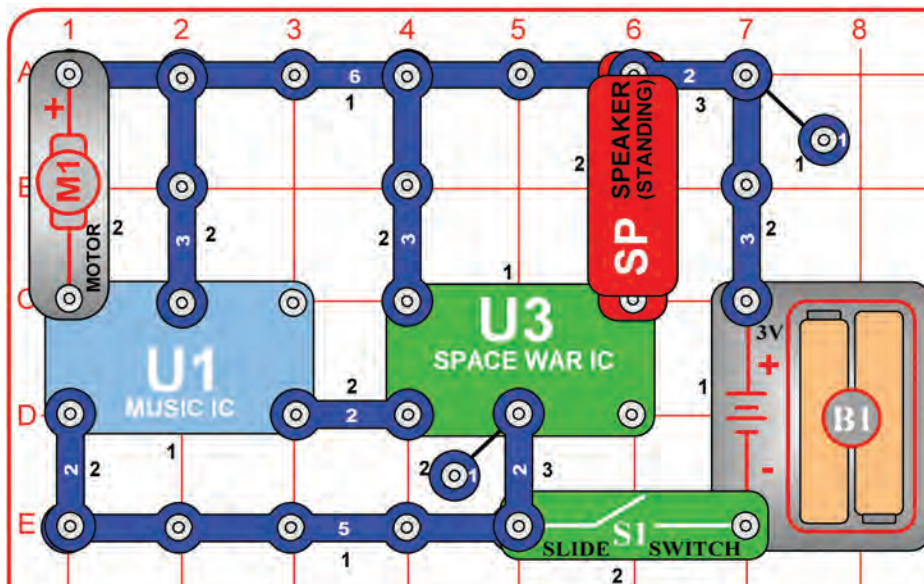 1 2 3 4 5 6 7 8
A
6
2
1
3
+
M1
MOTOR
2
3
2
2
3
2
SPEAKER
(STANDING)
SP
1
1
3
2
B
C
1
U1
MUSIC IC
U3
SPACE WAR IC
3V
+
B1
-
1
D
2
2
1
2
2
2
1
2
3
E
5
1
SLIDE S1 SWITCH
2